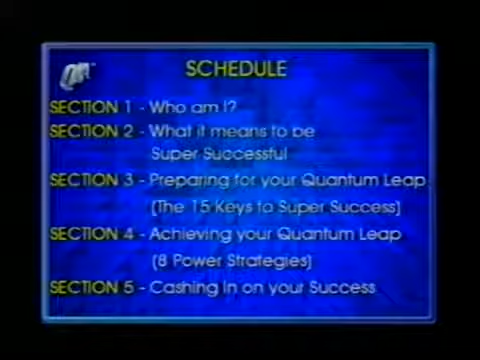 SCHEDULE
SECTION 1 - Who am I?
SECTION 2 - What it means to be
Super Successful
SECTION 3 - Preparing for your Quantum Leap
(The 15 Keys to Super Success)
SECTION 4 - Achieving your Quantum Leap
(8 Power Strategies)
SECTION 5 - Cashing In on your Success